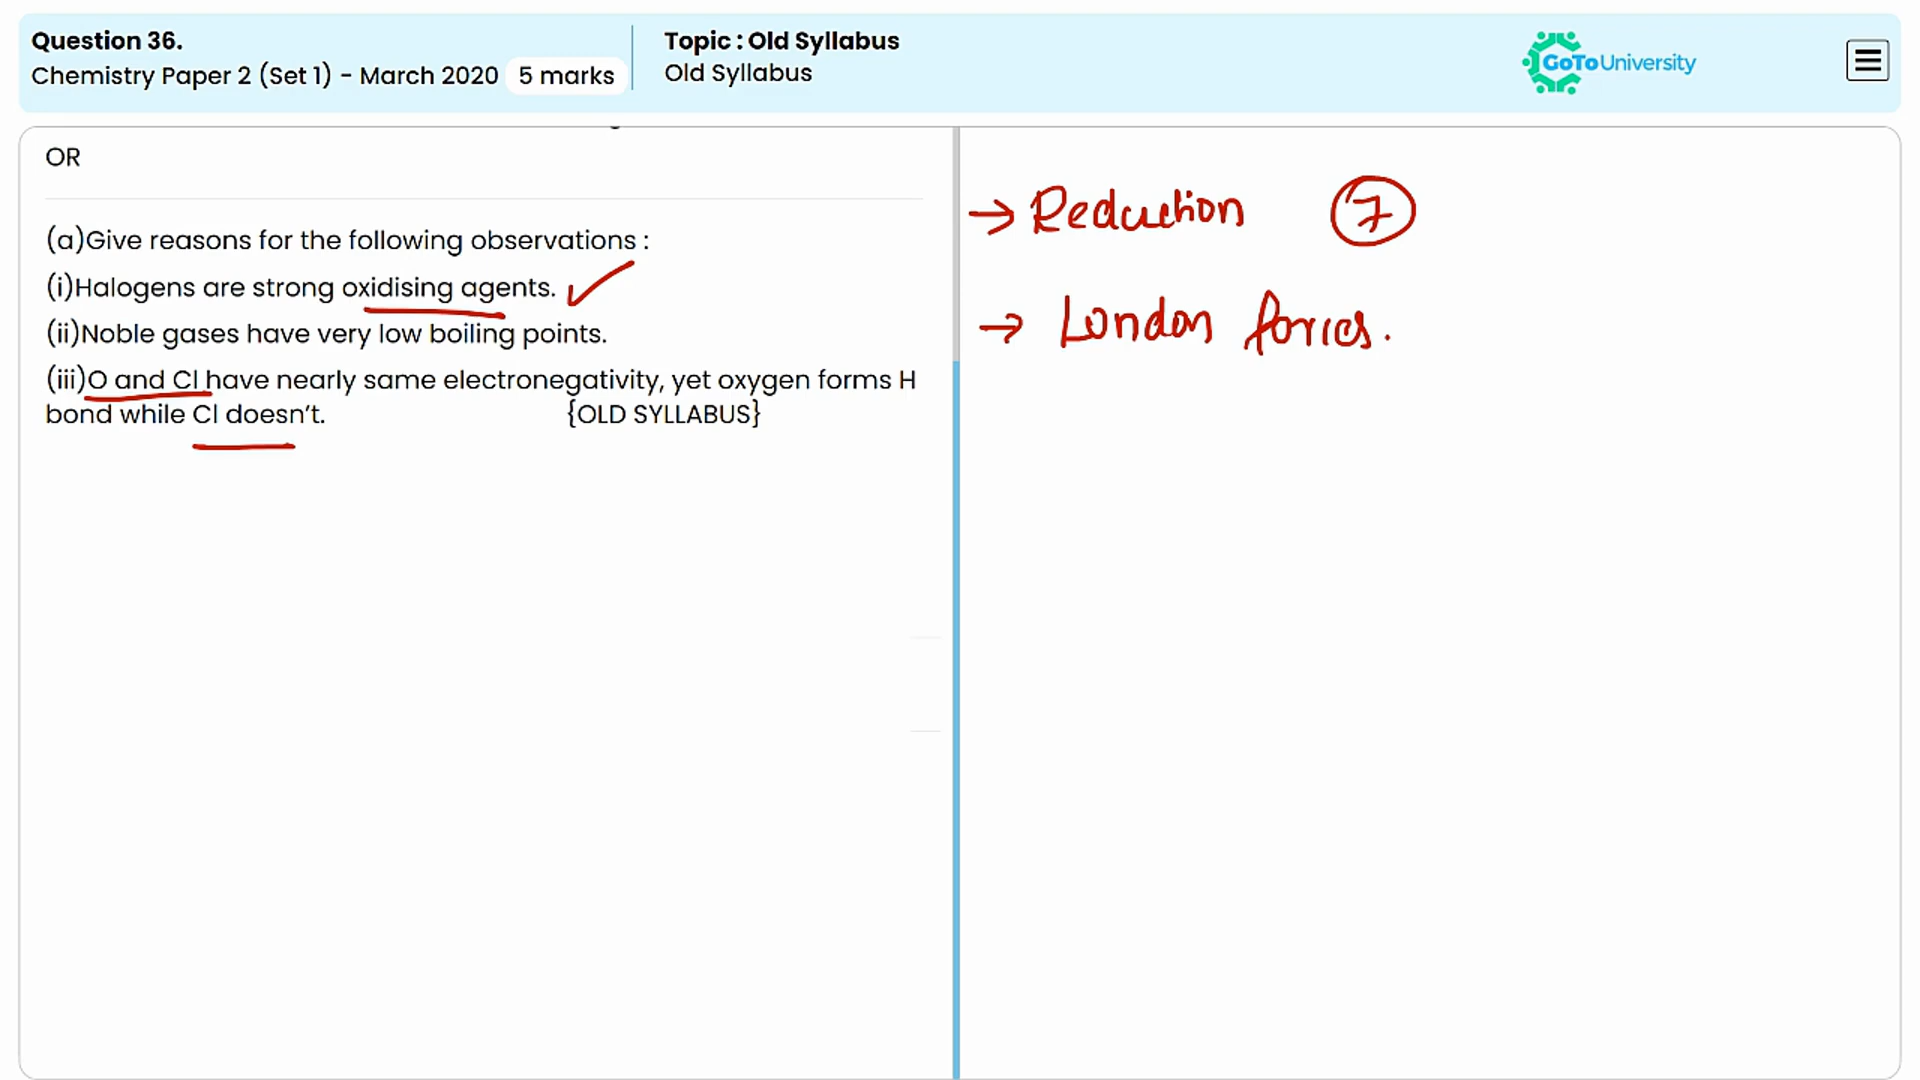 Question 36.
Chemistry Paper 2 (Set 1) - March 2020 5 marks
Topic : Old Syllabus
Old Syllabus
GoToUniversity
OR
(a)Give reasons for the following observations :
(i)Halogens are strong oxidising agents.
(ii)Noble gases have very low boiling points.
(iii)O and Cl have nearly same electronegativity, yet oxygen forms H
bond while Cl doesn't. {OLD SYLLABUS}
→ Reduction 7
→ London forces.